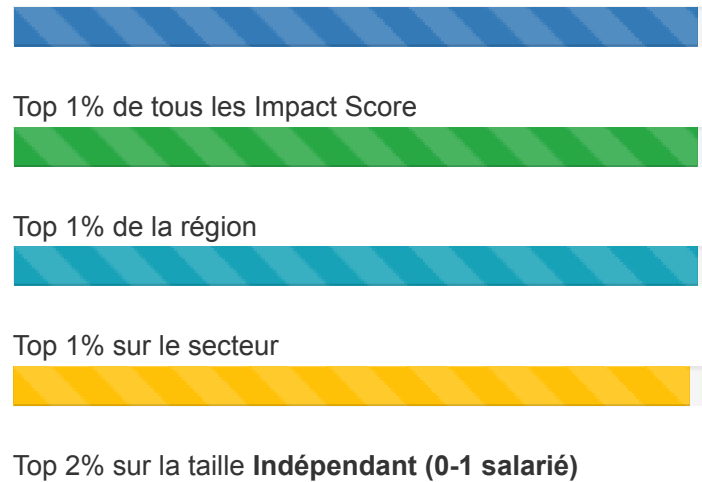 Top 1% de tous les Impact Score
Top 1% de la région
Top 1% sur le secteur
Top 2% sur la taille Indépendant (0-1 salarié)